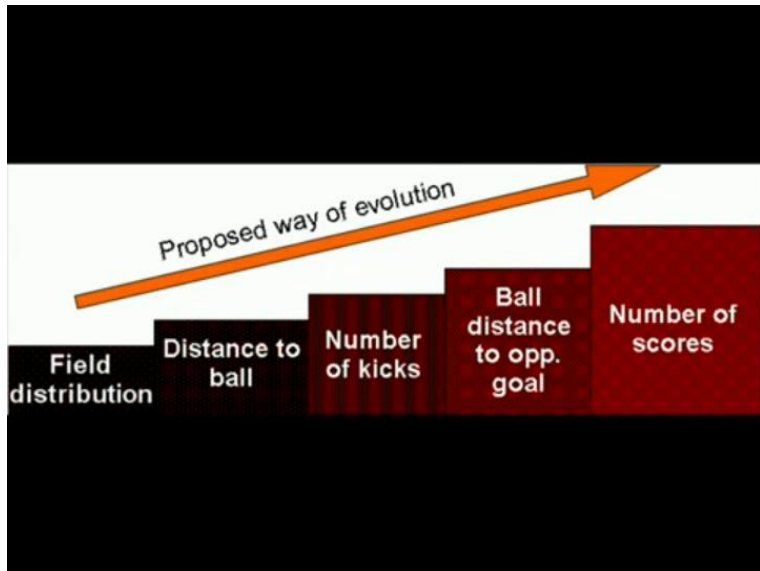 Proposed way of evolution
Field
distribution
Distance to
ball
Number
of kicks
Ball
distance
to opp.
goal
Number of
scores